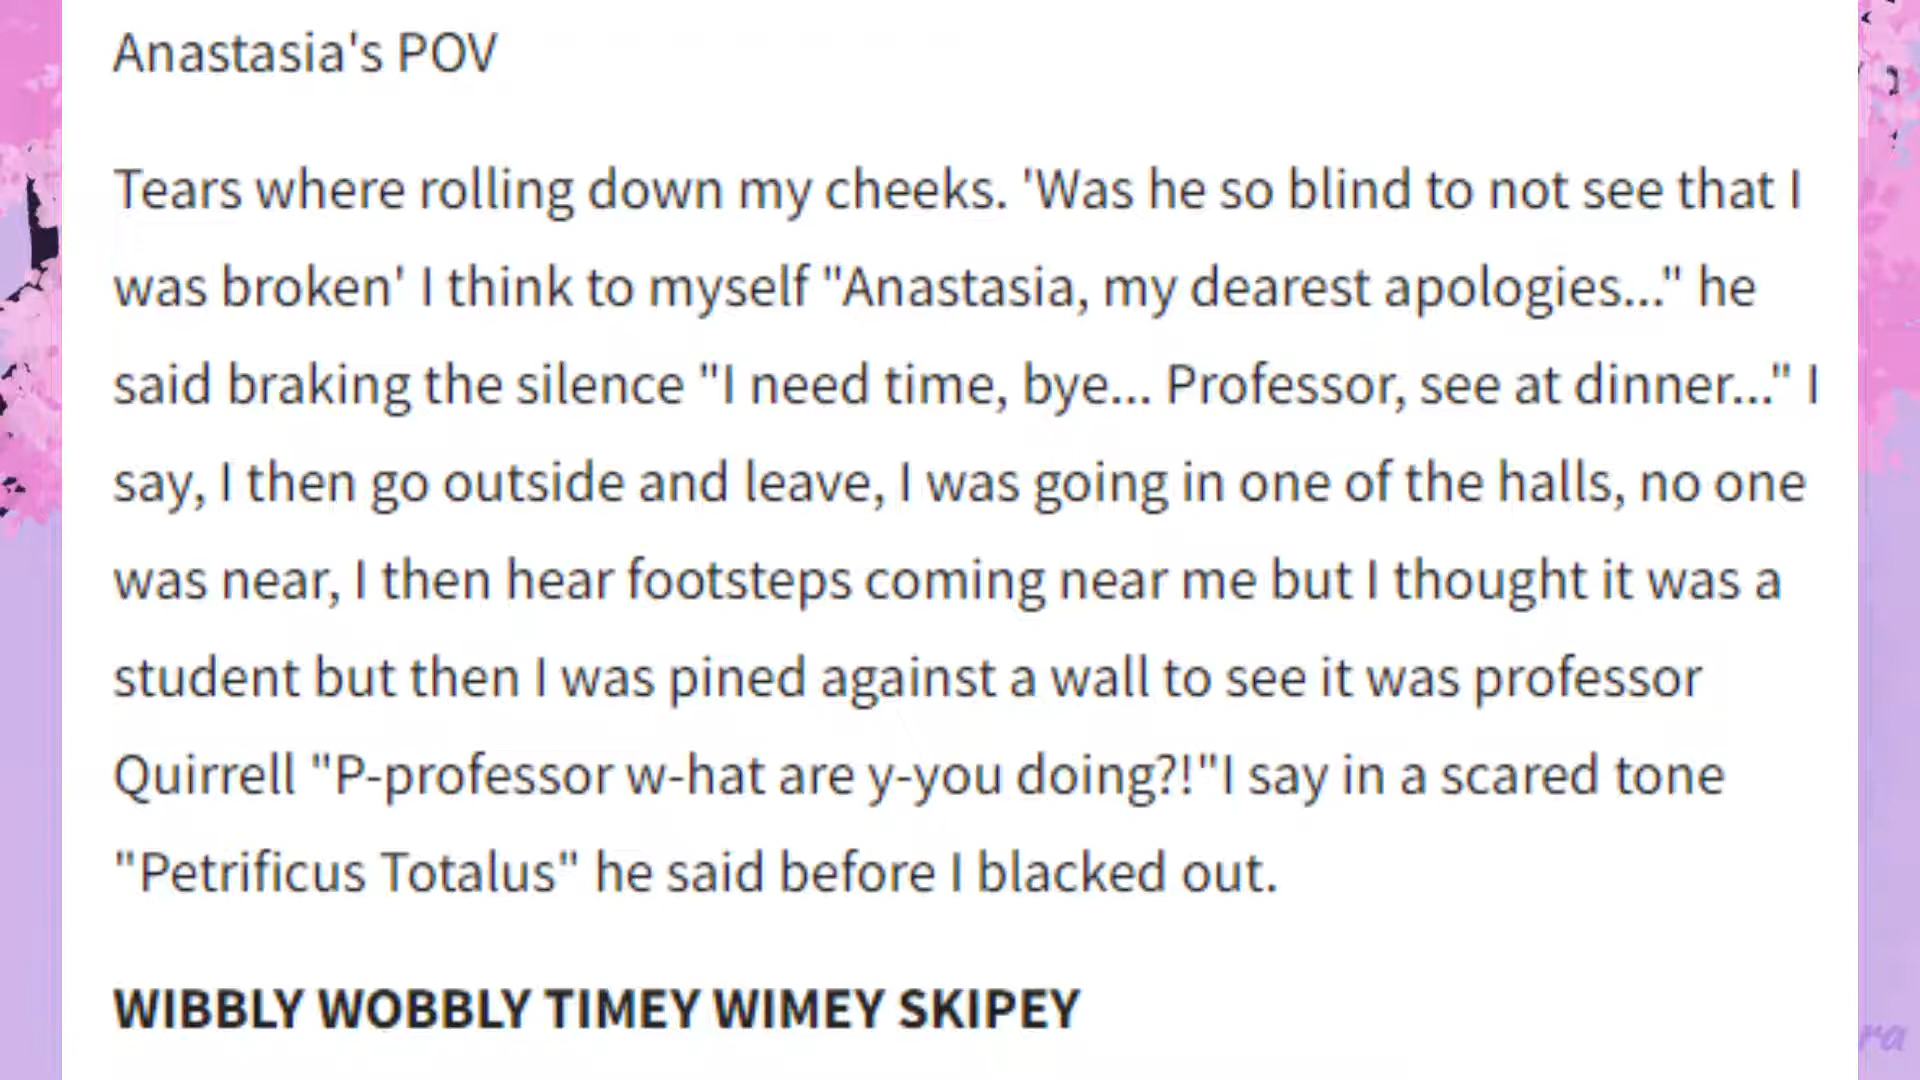 Anastasia's POV
Tears where rolling down my cheeks. 'Was he so blind to not see that I
was broken' I think to myself "Anastasia, my dearest apologies..." he
said braking the silence "I need time, bye... Professor, see at dinner..." I
say, I then go outside and leave, I was going in one of the halls, no one
was near, I then hear footsteps coming near me but I thought it was a
student but then I was pined against a wall to see it was professor
Quirrell "P-professor w-hat are y-you doing?!"I say in a scared tone
"Petrificus Totalus" he said before I blacked out.
WIBBLY WOBBLY TIMEY WIMEY SKIPEY
ra